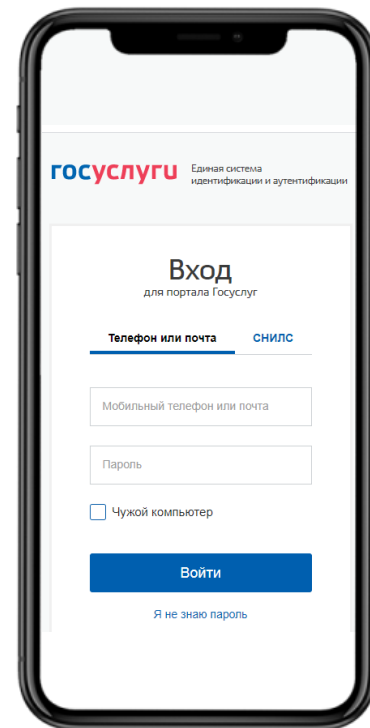 госуслуги
Единая система
идентификации и аутентификации
Вход
для портала Госуслуг
Телефон или почта СНИЛС
Мобильный телефон или почта
Пароль
Чужой компьютер
Войти
Я не знаю пароль